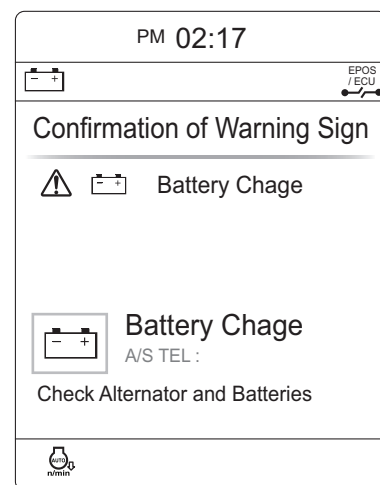 PM 02:17
- +
EPOS
/ ECU
Confirmation of Warning Sign
- + Battery Chage
- + Battery Chage
A/S TEL :
Check Alternator and Batteries
AUTO
n/min